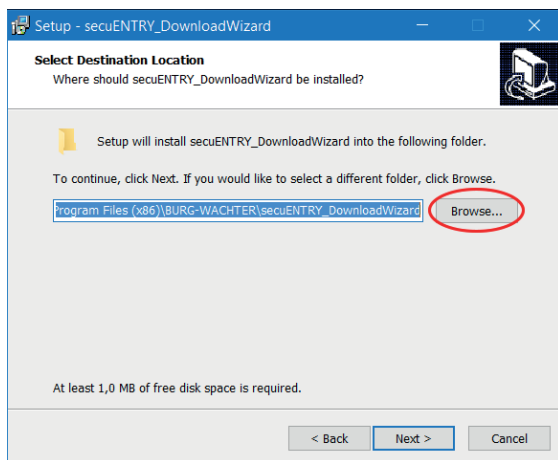 Setup - secuENTRY_DownloadWizard
Select Destination Location
Where should secuENTRY_DownloadWizard be installed?
Setup will install secuENTRY_DownloadWizard into the following folder.
To continue, click Next. If you would like to select a different folder, click Browse.
Program Files (x86)\BURG-WACHTER\secuENTRY_DownloadWizard
Browse...
At least 1,0 MB of free disk space is required.
< Back
Next >
Cancel